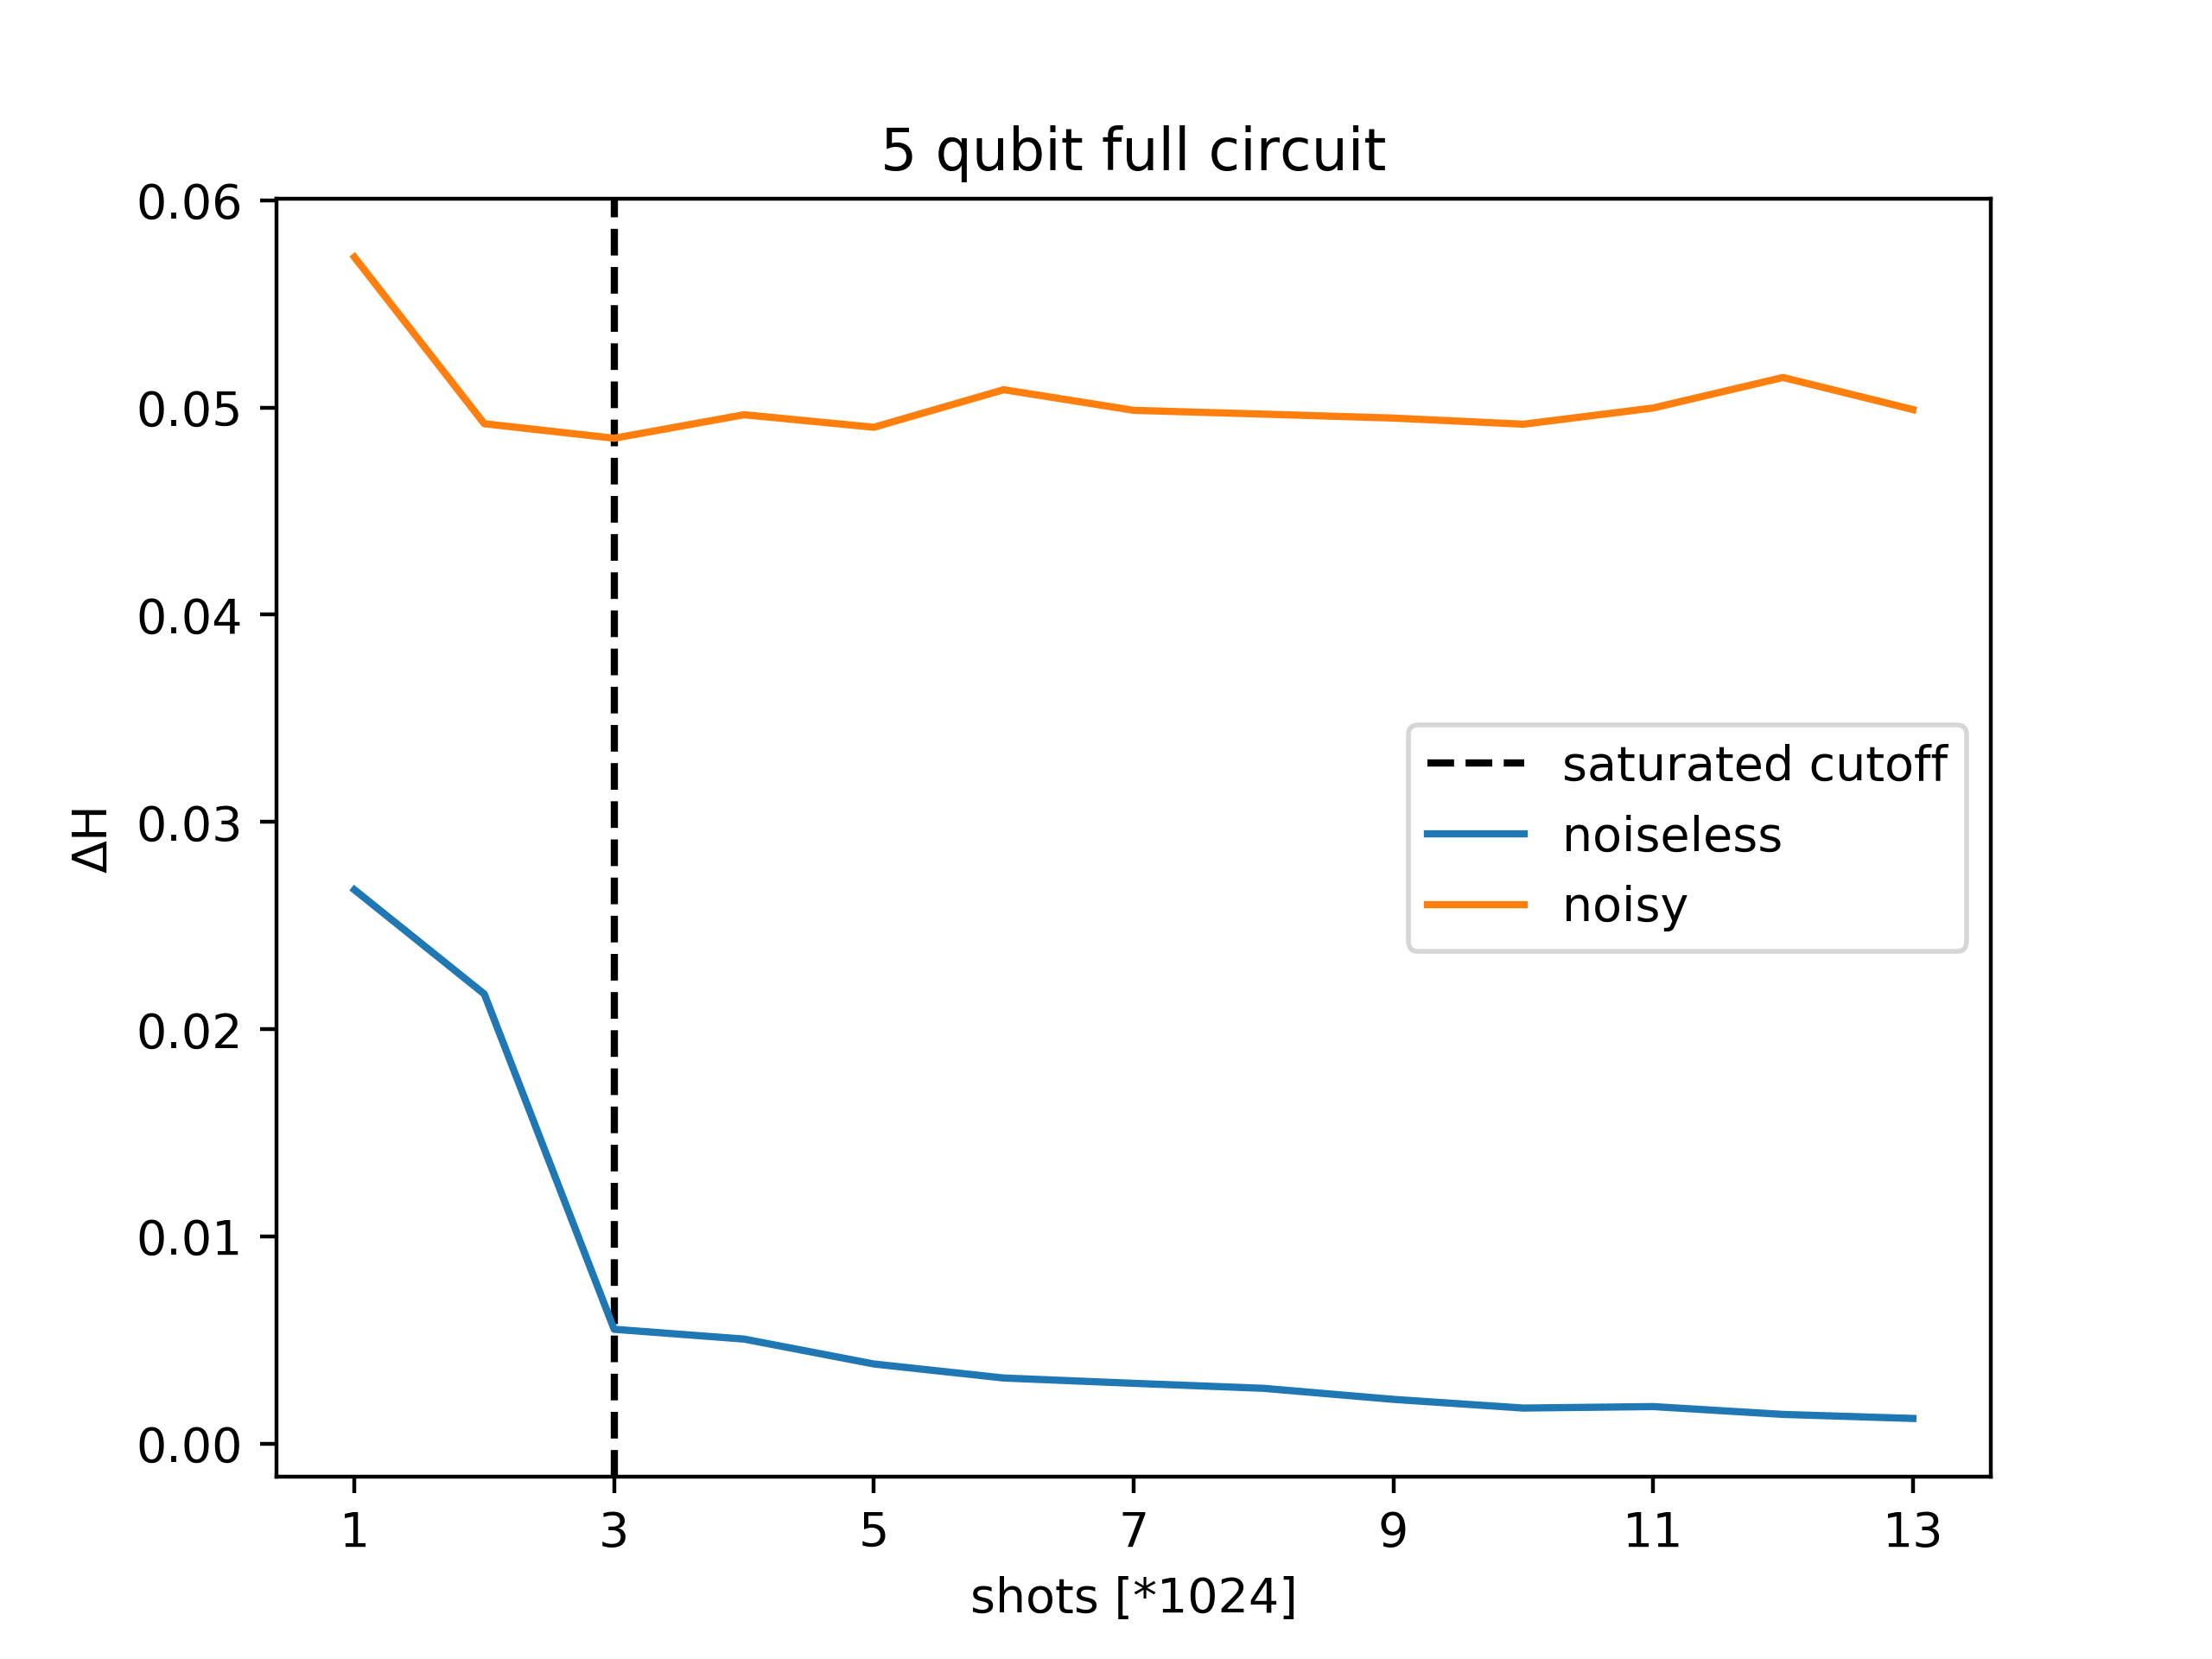 5 qubit full circuit
0.06
0.05
0.04
0.03
0.02
0.01
0.00
ΔH
saturated cutoff
noiseless
noisy
1 3 5 7 9 11 13
shots [*1024]